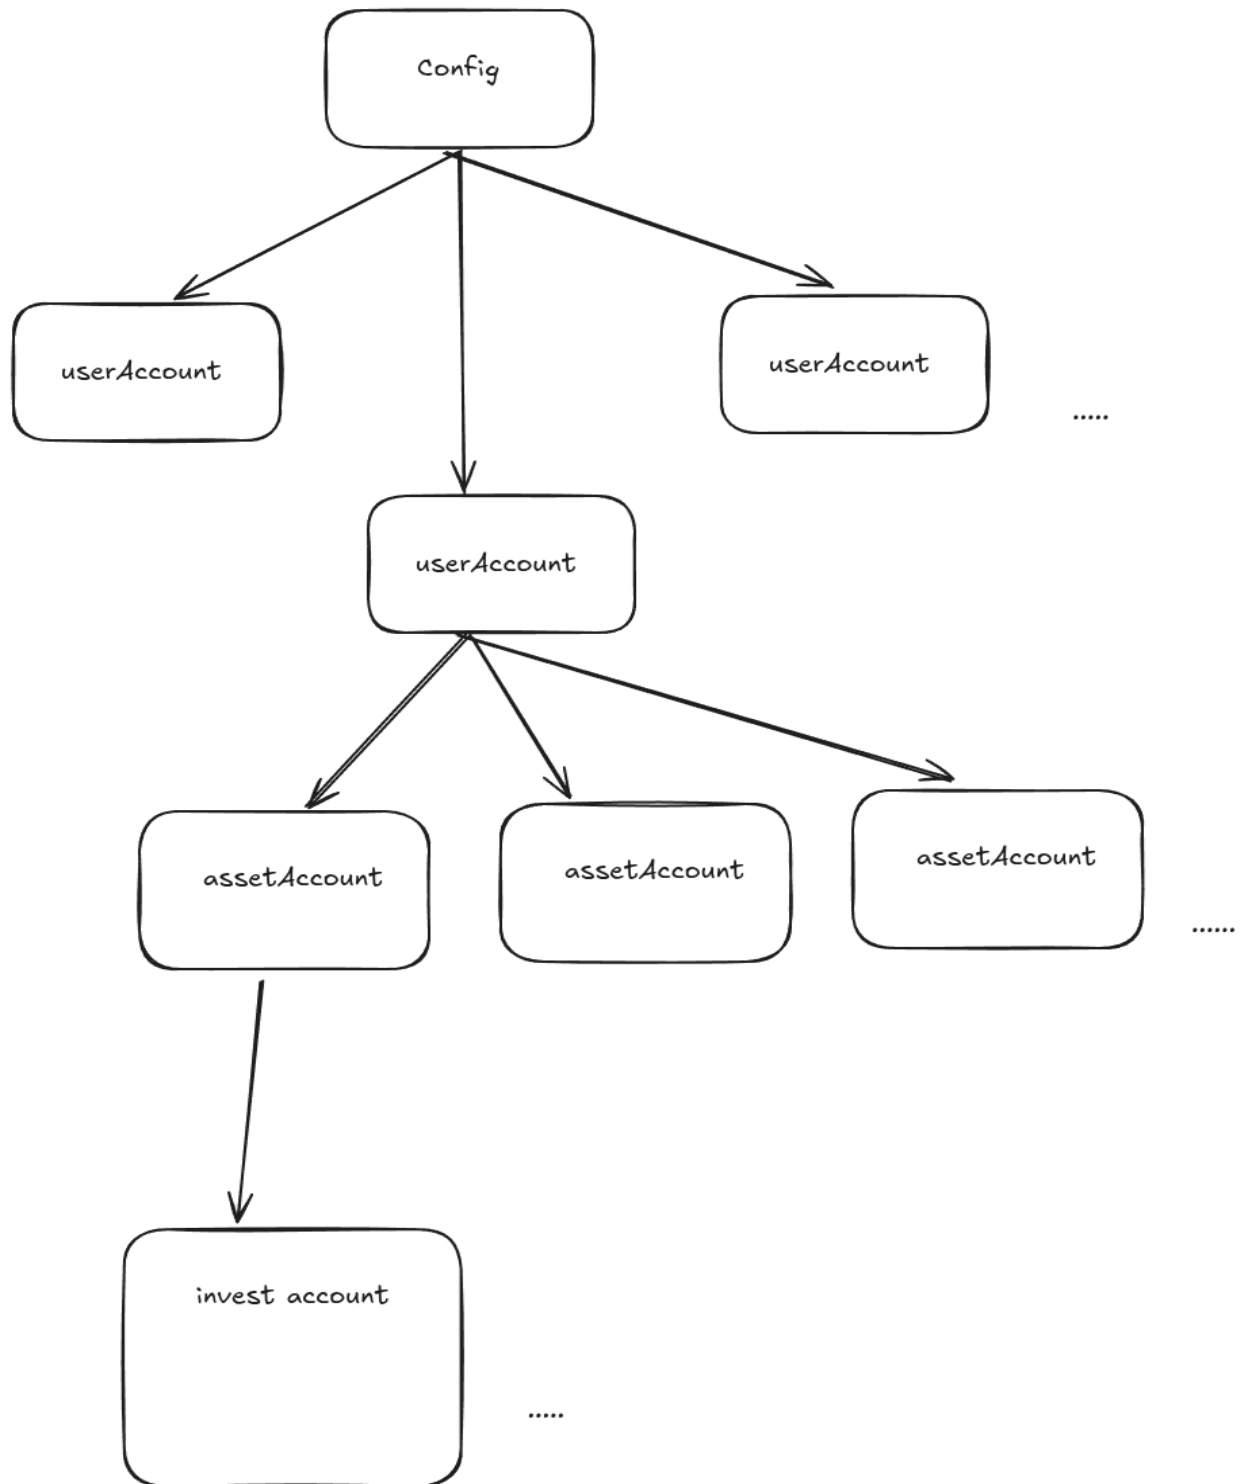 Config
userAccount
userAccount
.....
userAccount
assetAccount
assetAccount
assetAccount
......
invest account
.....